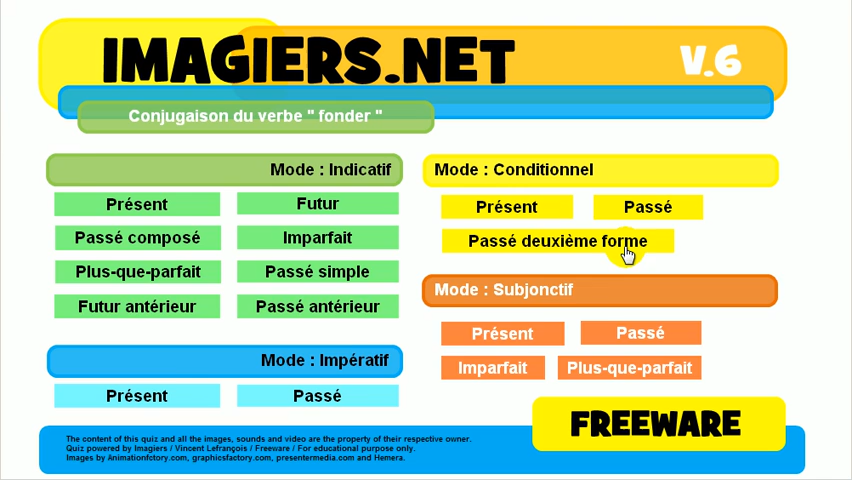 IMAGIERS.NET
V.6
Conjugaison du verbe " fonder "
Mode : Indicatif
Présent
Futur
Passé composé
Imparfait
Plus-que-parfait
Passé simple
Futur antérieur
Passé antérieur
Mode : Impératif
Présent
Passé
Mode : Conditionnel
Présent
Passé
Passé deuxième forme
Mode : Subjonctif
Présent
Passé
Imparfait
Plus-que-parfait
FREEWARE
The content of this quiz and all the images, sounds and video are the property of their respective owner.
Quiz powered by Imagiers / Vincent Lefrançois / Freeware / For educational purpose only.
Images by Animationfctory.com, graphicsfactory.com, presentermedia.com and Hemera.